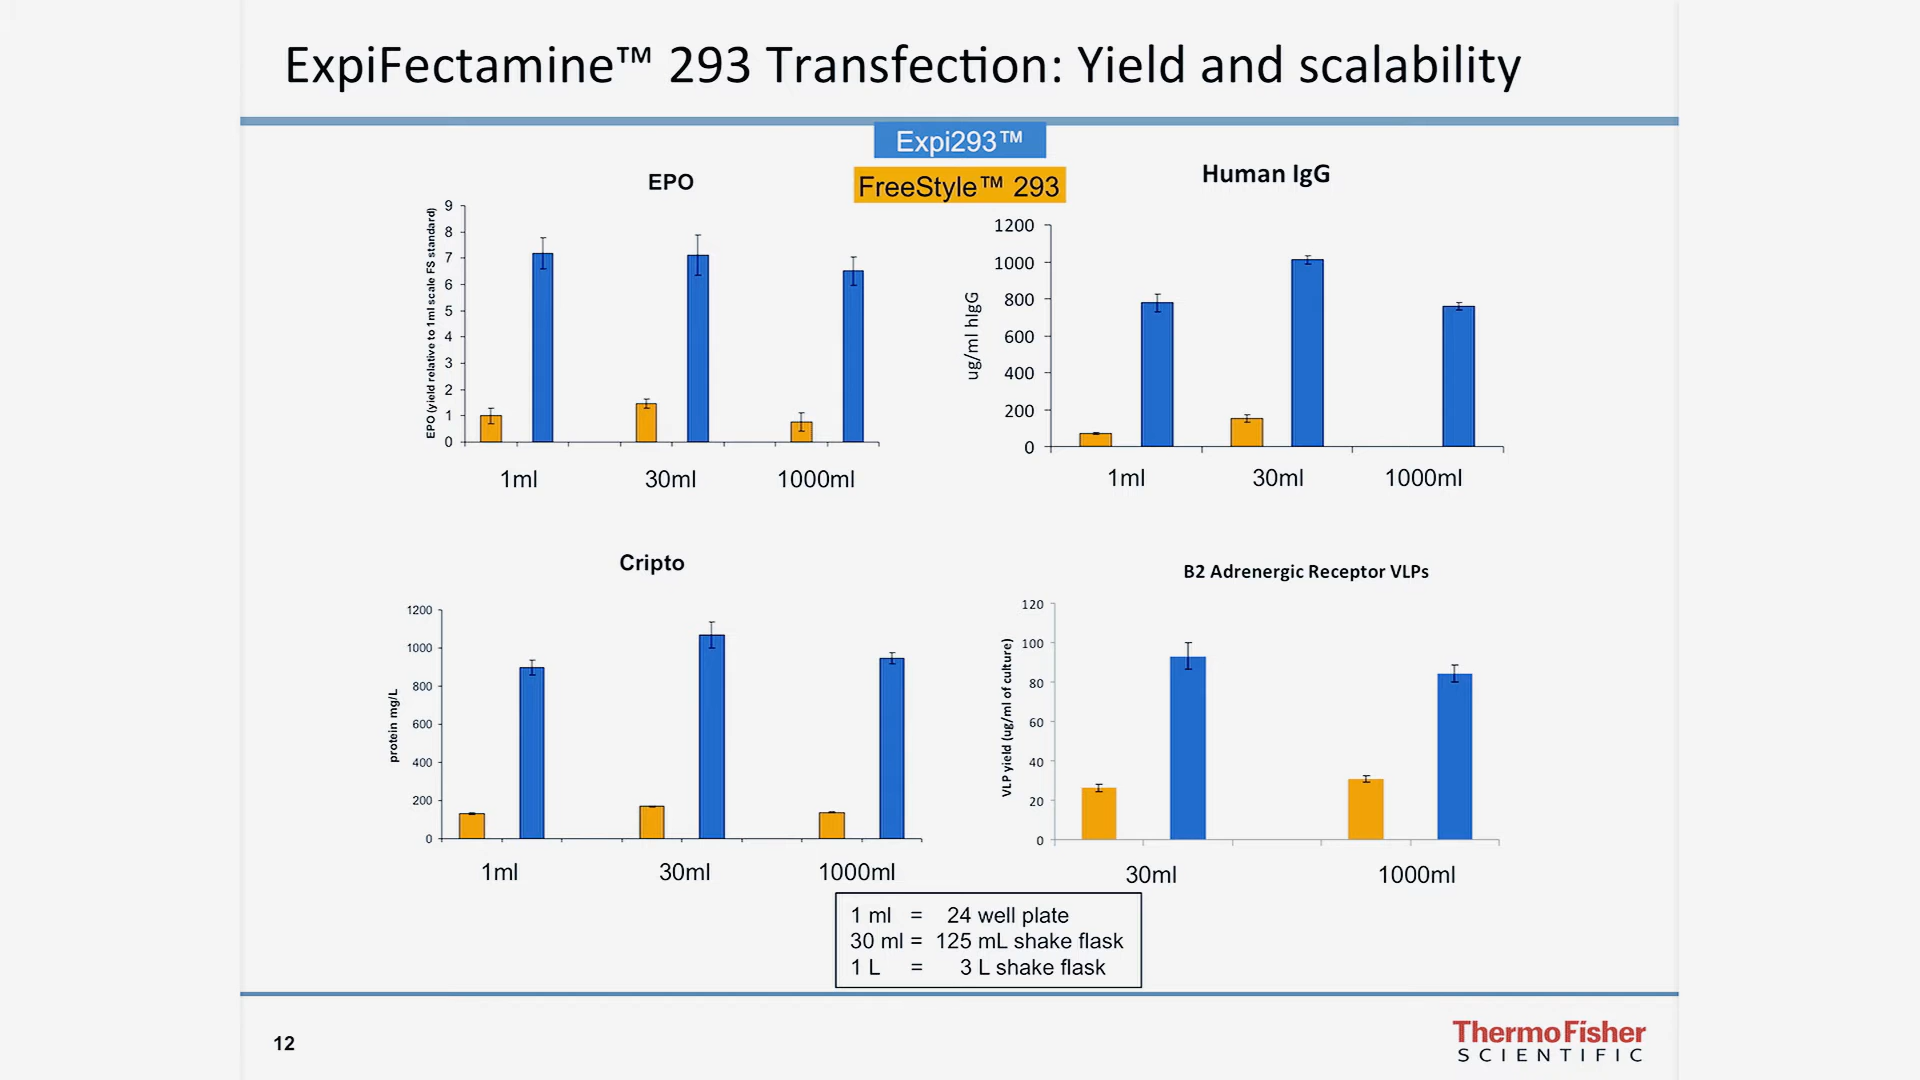 ExpiFectamine™ 293 Transfection: Yield and scalability
Expi293™
FreeStyle™ 293
EPO
EPO (yield relative to 1ml scale FS standard)
9
8
7
6
5
4
3
2
1
0
1ml 30ml 1000ml
Human IgG
ug/ml hIgG
1200
1000
800
600
400
200
0
1ml 30ml 1000ml
Cripto
protein mg/L
1200
1000
800
600
400
200
0
1ml 30ml 1000ml
B2 Adrenergic Receptor VLPs
VLP yield (ug/ml of culture)
120
100
80
60
40
20
0
30ml 1000ml
1 ml = 24 well plate
30 ml = 125 mL shake flask
1 L = 3 L shake flask
12
ThermoFisher
SCIENTIFIC